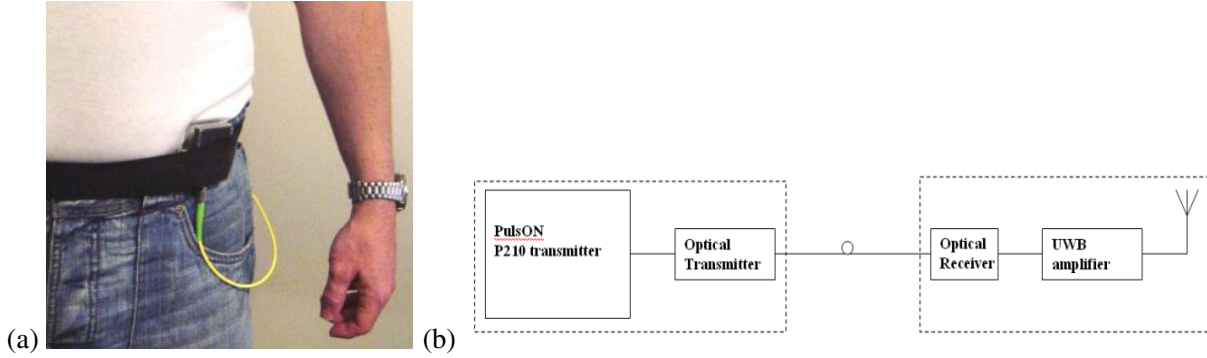 (a)
(b)
PulsON
P210 transmitter
Optical
Transmitter
Optical
Receiver
UWB
amplifier